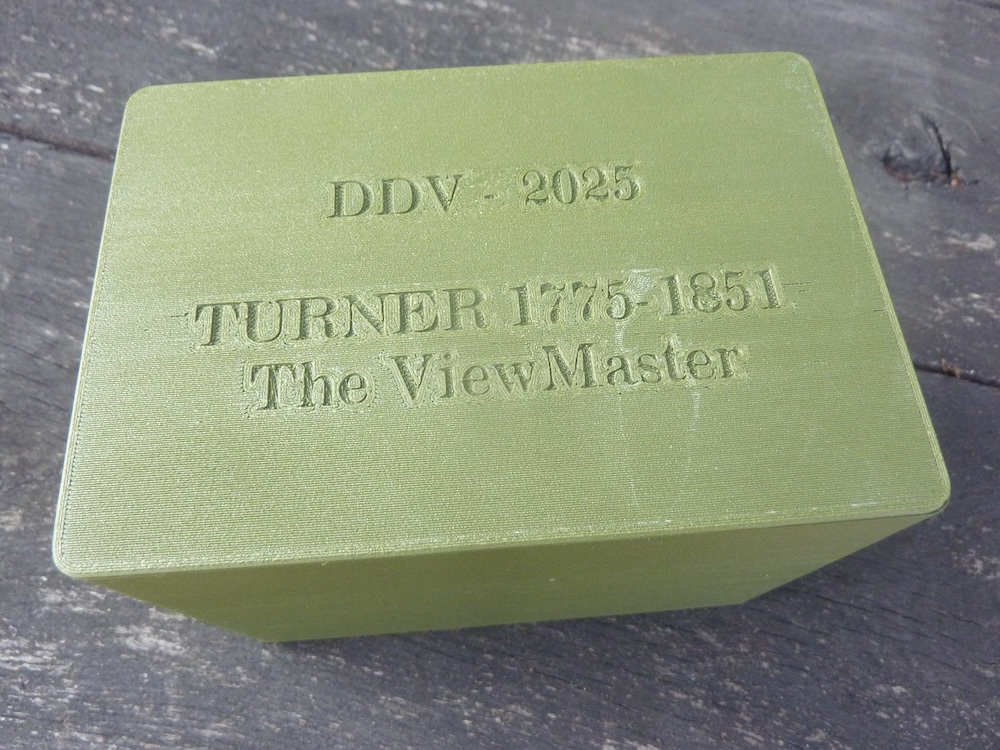 DDV - 2025
TURNER 1775-1851
The ViewMaster